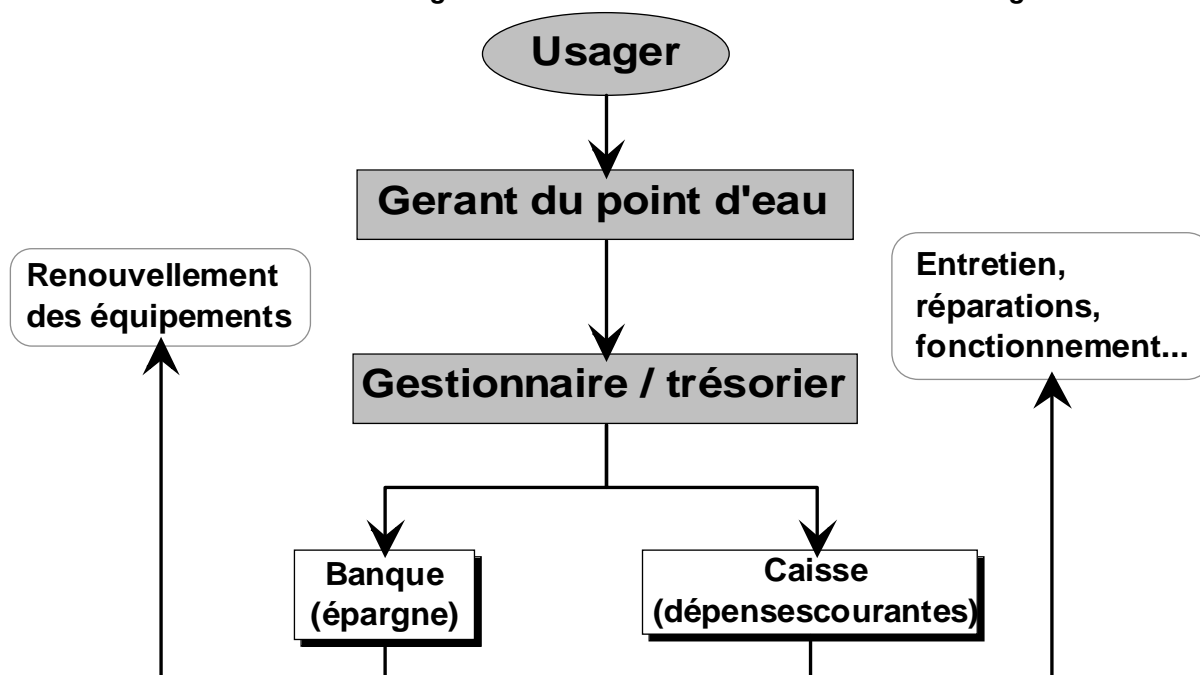 Usager
Gerant du point d'eau
Renouvellement
des équipements
Entretien,
réparations,
fonctionnement...
Gestionnaire / trésorier
Banque
(épargne)
Caisse
(dépensescourantes)